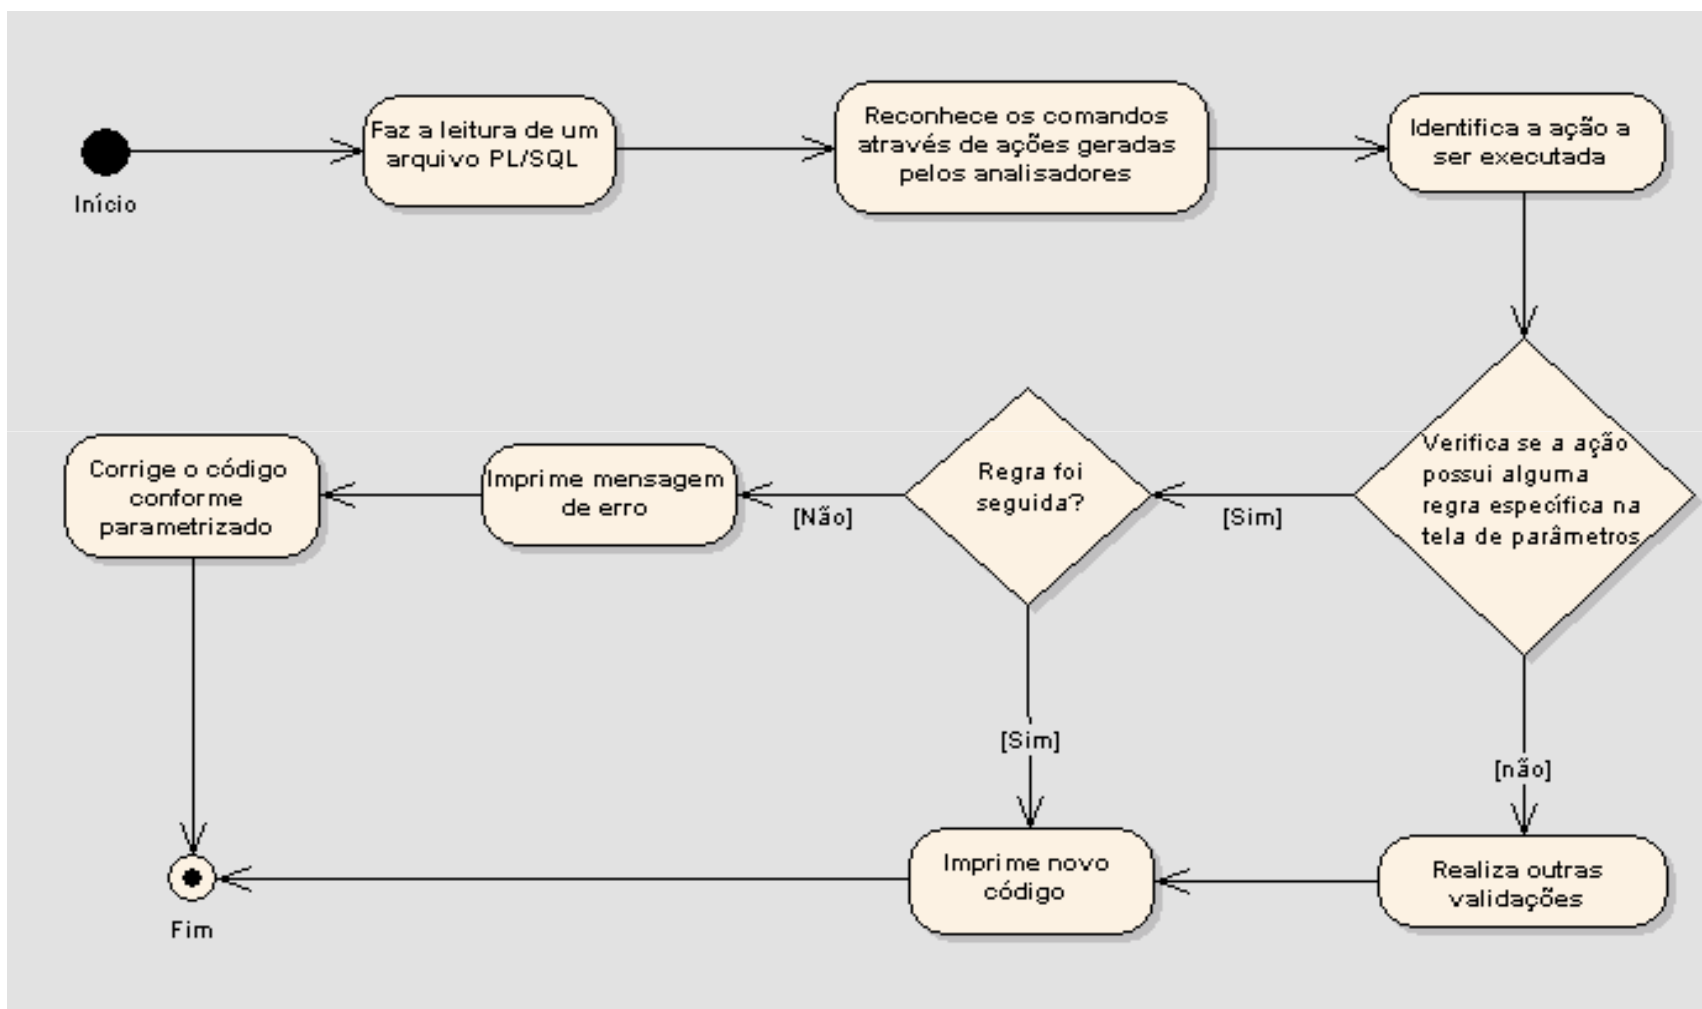 Início
Faz a leitura de um
arquivo PL/SQL
Reconhece os comandos
através de ações geradas
pelos analisadores
Identifica a ação a
ser executada
Verifica se a ação
possui alguma
regra específica na
tela de parâmetros
[Sim]
Regra foi
seguida?
[Não]
Imprime mensagem
de erro
Corrige o código
conforme
parametrizado
[Sim]
[não]
Imprime novo
código
Realiza outras
validações
Fim